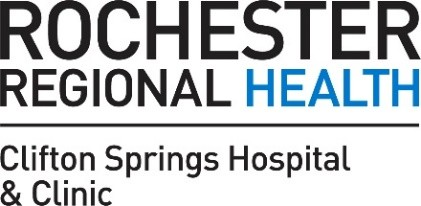 ROCHESTER
REGIONAL HEALTH
Clifton Springs Hospital
& Clinic